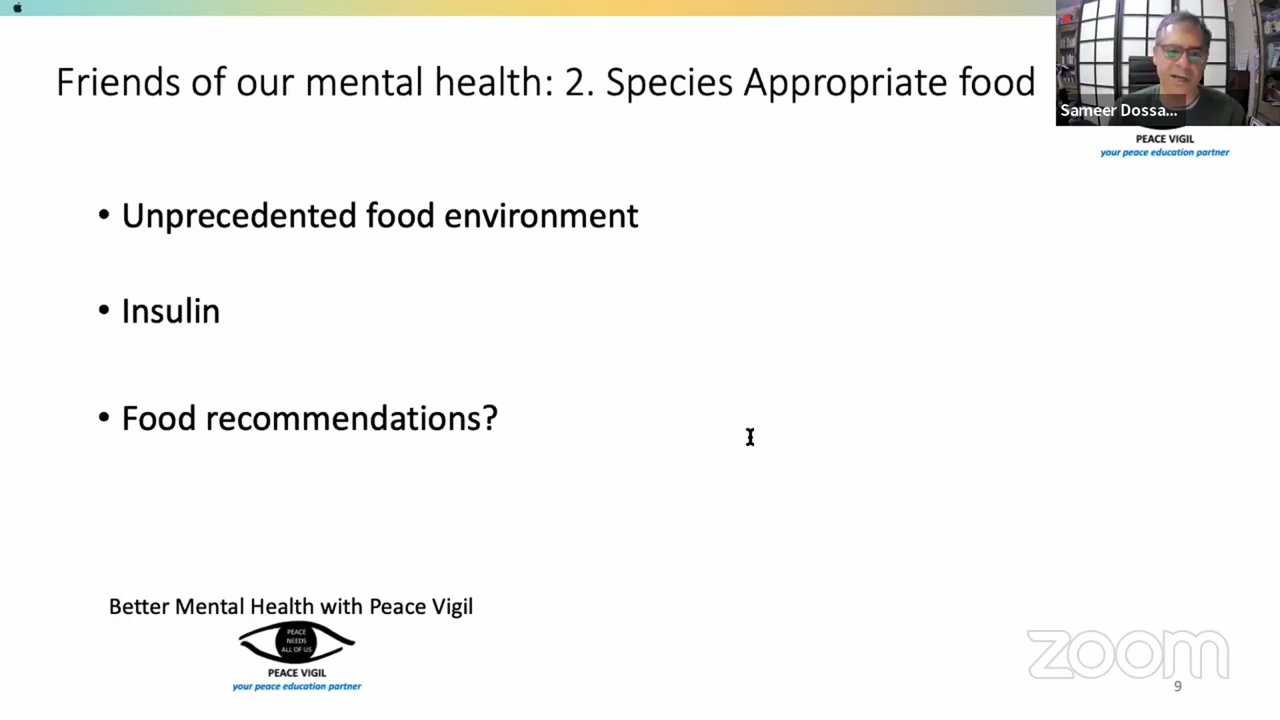 Friends of our mental health: 2. Species Appropriate food
Sameer Dossa...
PEACE VIGIL
your peace education partner
• Unprecedented food environment
• Insulin
• Food recommendations?
Better Mental Health with Peace Vigil
PEACE
NEEDS
ALL OF US
PEACE VIGIL
your peace education partner
zoom
9